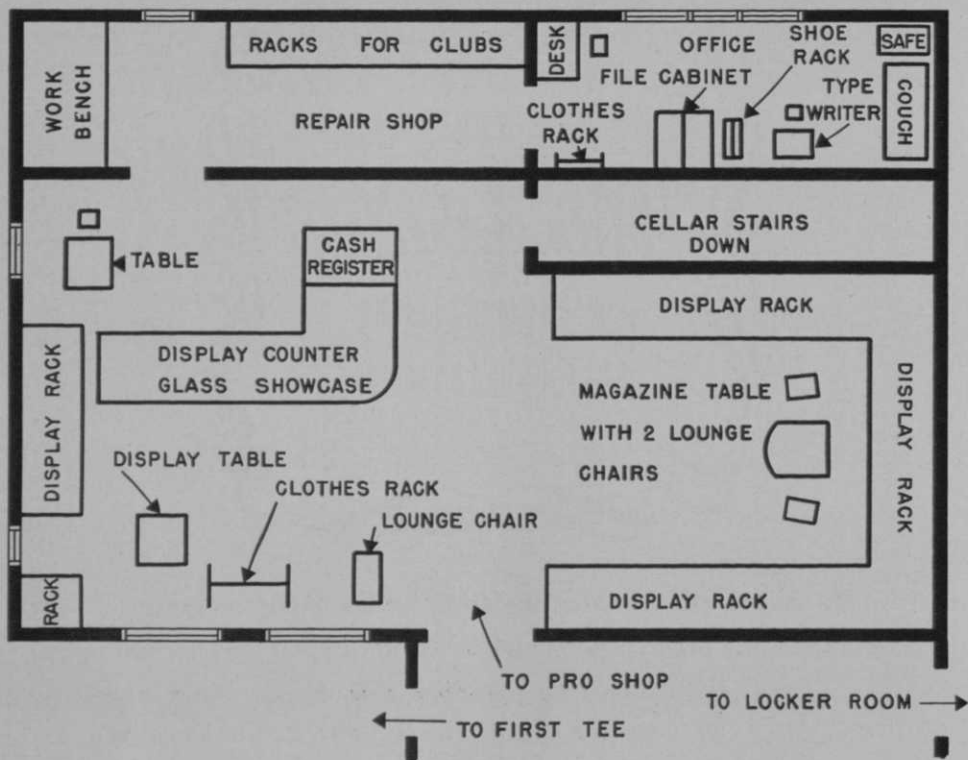 RACKS FOR CLUBS
DESK
OFFICE
SHOE
RACK
SAFE
WORK
BENCH
REPAIR SHOP
FILE CABINET
CLOTHES
RACK
TYPE
WRITER
COUCH
CELLAR STAIRS
DOWN
TABLE
CASH
REGISTER
DISPLAY RACK
DISPLAY RACK
DISPLAY COUNTER
GLASS SHOWCASE
MAGAZINE TABLE
WITH 2 LOUNGE
CHAIRS
DISPLAY RACK
DISPLAY TABLE
CLOTHES RACK
LOUNGE CHAIR
RACK
DISPLAY RACK
TO PRO SHOP
TO LOCKER ROOM
TO FIRST TEE